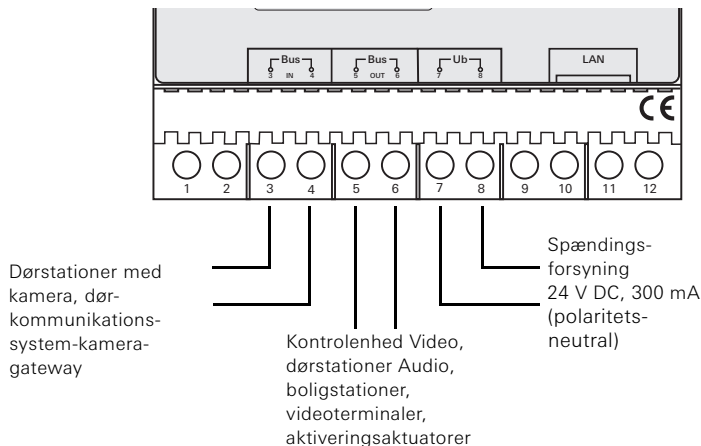 Bus
3 IN 4
Bus
5 OUT 6
Ub
7 8
LAN
CE
1 2 3 4 5 6 7 8 9 10 11 12
Dørstationer med
kamera, dør-
kommunikations-
system-kamera-
gateway
Kontrolenhed Video,
dørstationer Audio,
boligstationer,
videoterminaler,
aktiveringsaktuatorer
Spændings-
forsyning
24 V DC, 300 mA
(polaritets-
neutral)